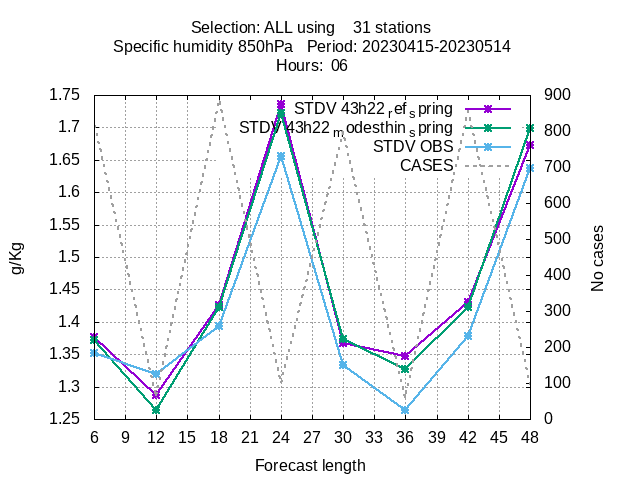 Selection: ALL using    31 stations
Specific humidity 850hPa   Period: 20230415-20230514
Hours:  06
1.75
1.7
1.65
1.6
1.55
1.5
1.45
1.4
1.35
1.3
1.25
g/Kg
STDV 43h22_ref_spring
STDV 43h22_modesthin_spring
STDV OBS
CASES
900
800
700
600
500
400
300
200
100
0
No cases
6 9 12 15 18 21 24 27 30 33 36 39 42 45 48
Forecast length